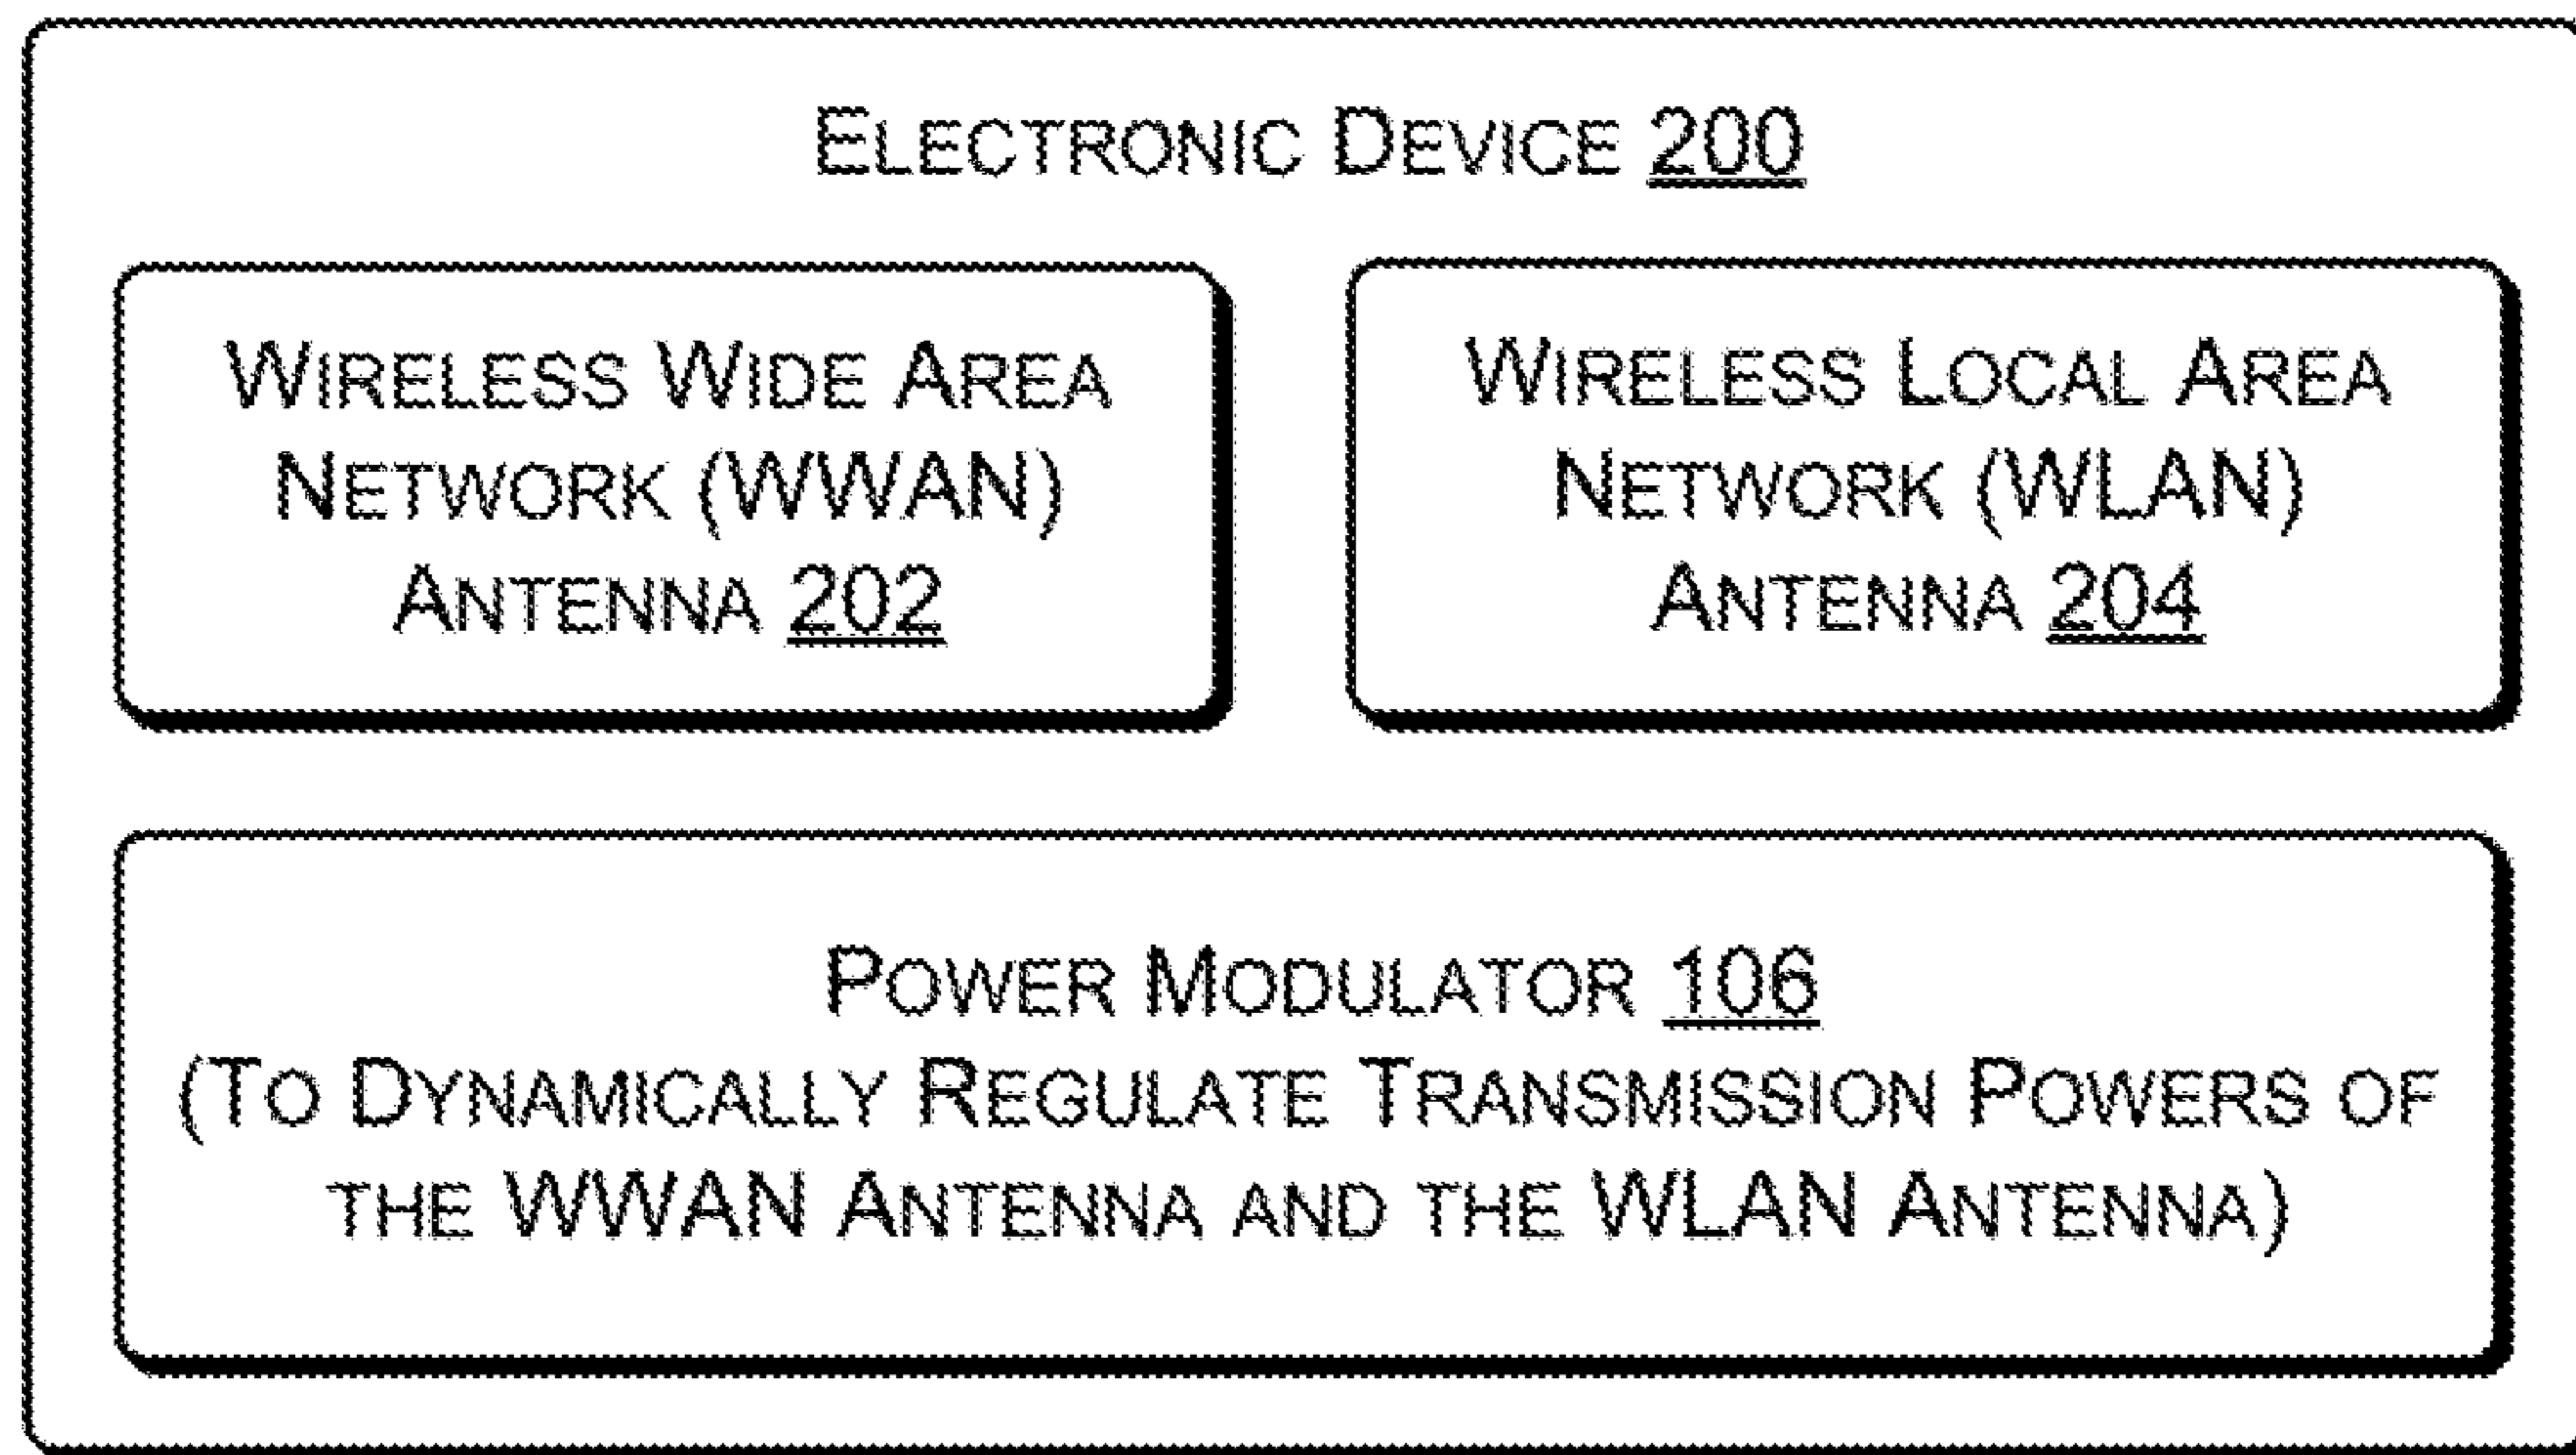 ELECTRONIC DEVICE 200
WIRELESS WIDE AREA
NETWORK (WWAN)
ANTENNA 202
WIRELESS LOCAL AREA
NETWORK (WLAN)
ANTENNA 204
POWER MODULATOR 106
(TO DYNAMICALLY REGULATE TRANSMISSION POWERS OF
THE WWAN ANTENNA AND THE WLAN ANTENNA)